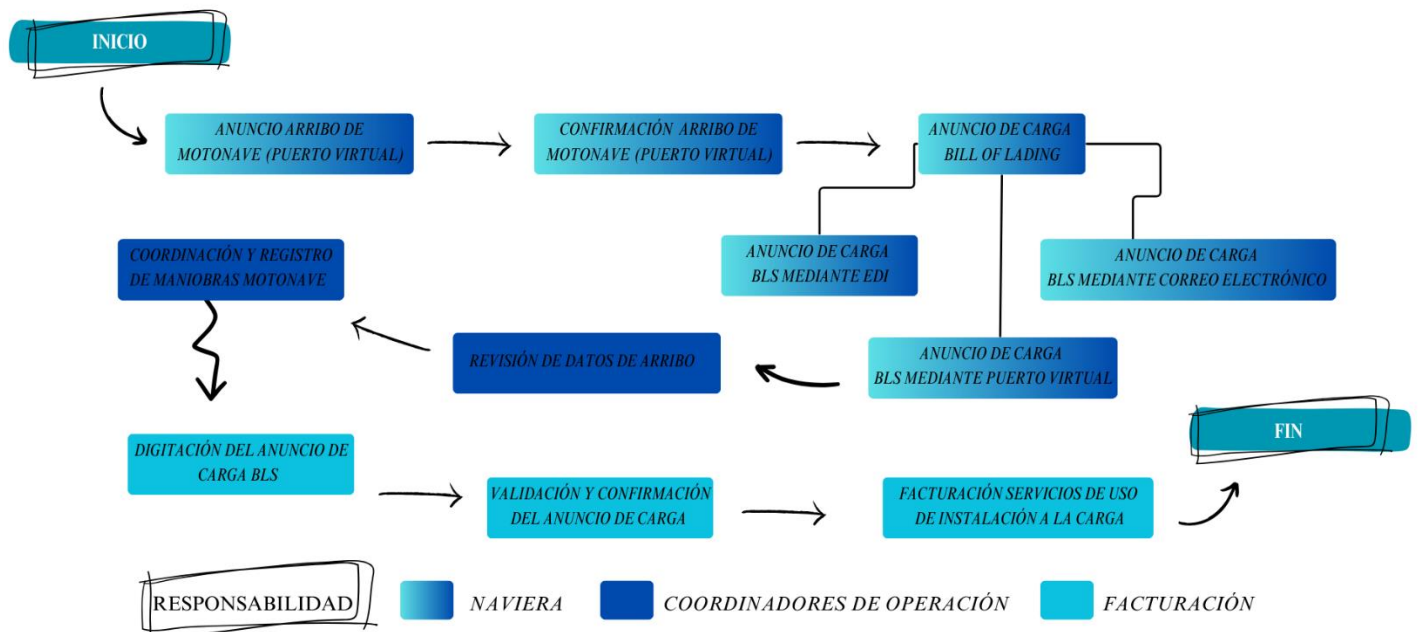 INICIO
ANUNCIO ARRIBO DE
MOTONAVE (PUERTO VIRTUAL)
CONFIRMACIÓN ARRIBO DE
MOTONAVE (PUERTO VIRTUAL)
ANUNCIO DE CARGA
BILL OF LADING
ANUNCIO DE CARGA
BLS MEDIANTE EDI
ANUNCIO DE CARGA
BLS MEDIANTE CORREO ELECTRÓNICO
ANUNCIO DE CARGA
BLS MEDIANTE PUERTO VIRTUAL
REVISIÓN DE DATOS DE ARRIBO
COORDINACIÓN Y REGISTRO
DE MANIOBRAS MOTONAVE
DIGITACIÓN DEL ANUNCIO DE
CARGA BLS
VALIDACIÓN Y CONFIRMACIÓN
DEL ANUNCIO DE CARGA
FACTURACIÓN SERVICIOS DE USO
DE INSTALACIÓN A LA CARGA
FIN
RESPONSABILIDAD
NAVIERA
COORDINADORES DE OPERACIÓN
FACTURACIÓN